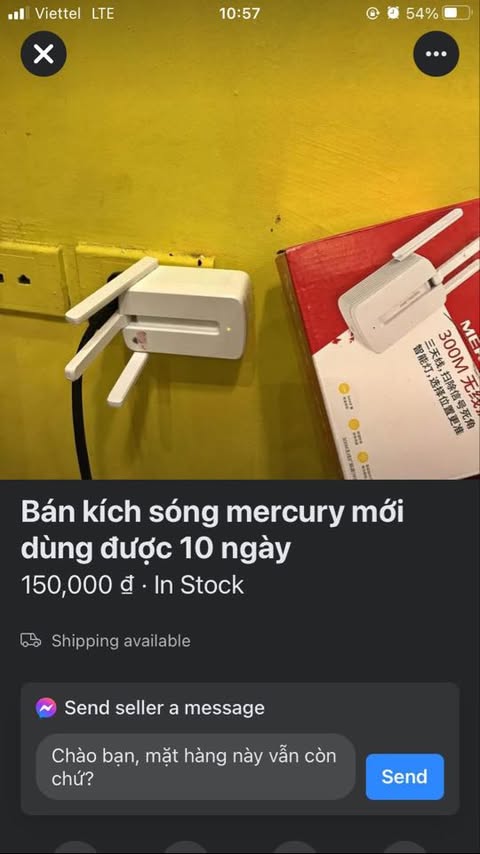 Viettel LTE
10:57
54%
MER
300M 无线
三天线,扫除信号死角
智能灯,选择位置更准
Bán kích sóng mercury mới
dùng được 10 ngày
150,000 ₫ · In Stock
Shipping available
Send seller a message
Chào bạn, mặt hàng này vẫn còn
chứ?
Send